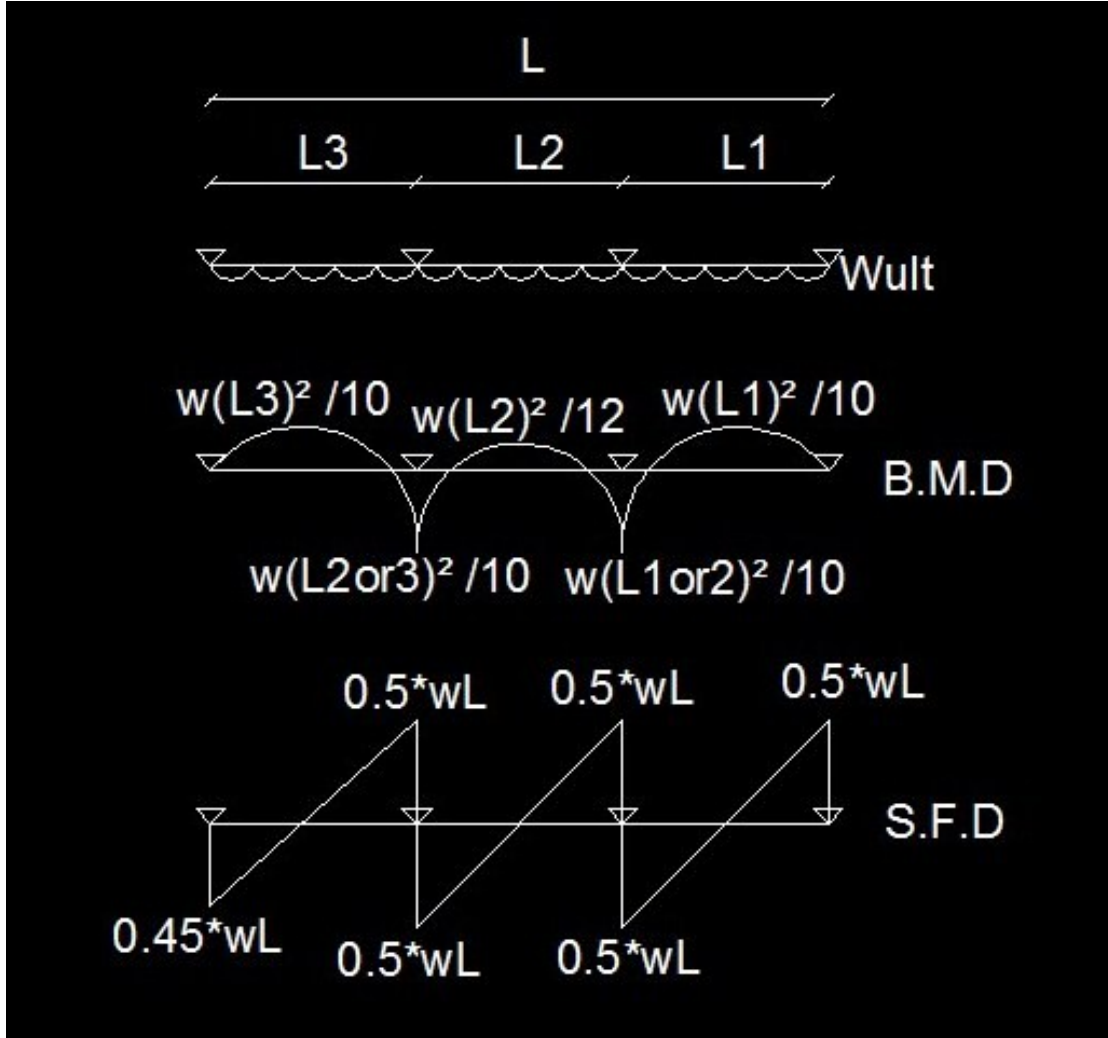 L
L3 L2 L1
Wult
w(L3)² /10 w(L2)² /12 w(L1)² /10
B.M.D
w(L2or3)² /10 w(L1or2)² /10
0.5*wL 0.5*wL 0.5*wL
S.F.D
0.45*wL 0.5*wL 0.5*wL